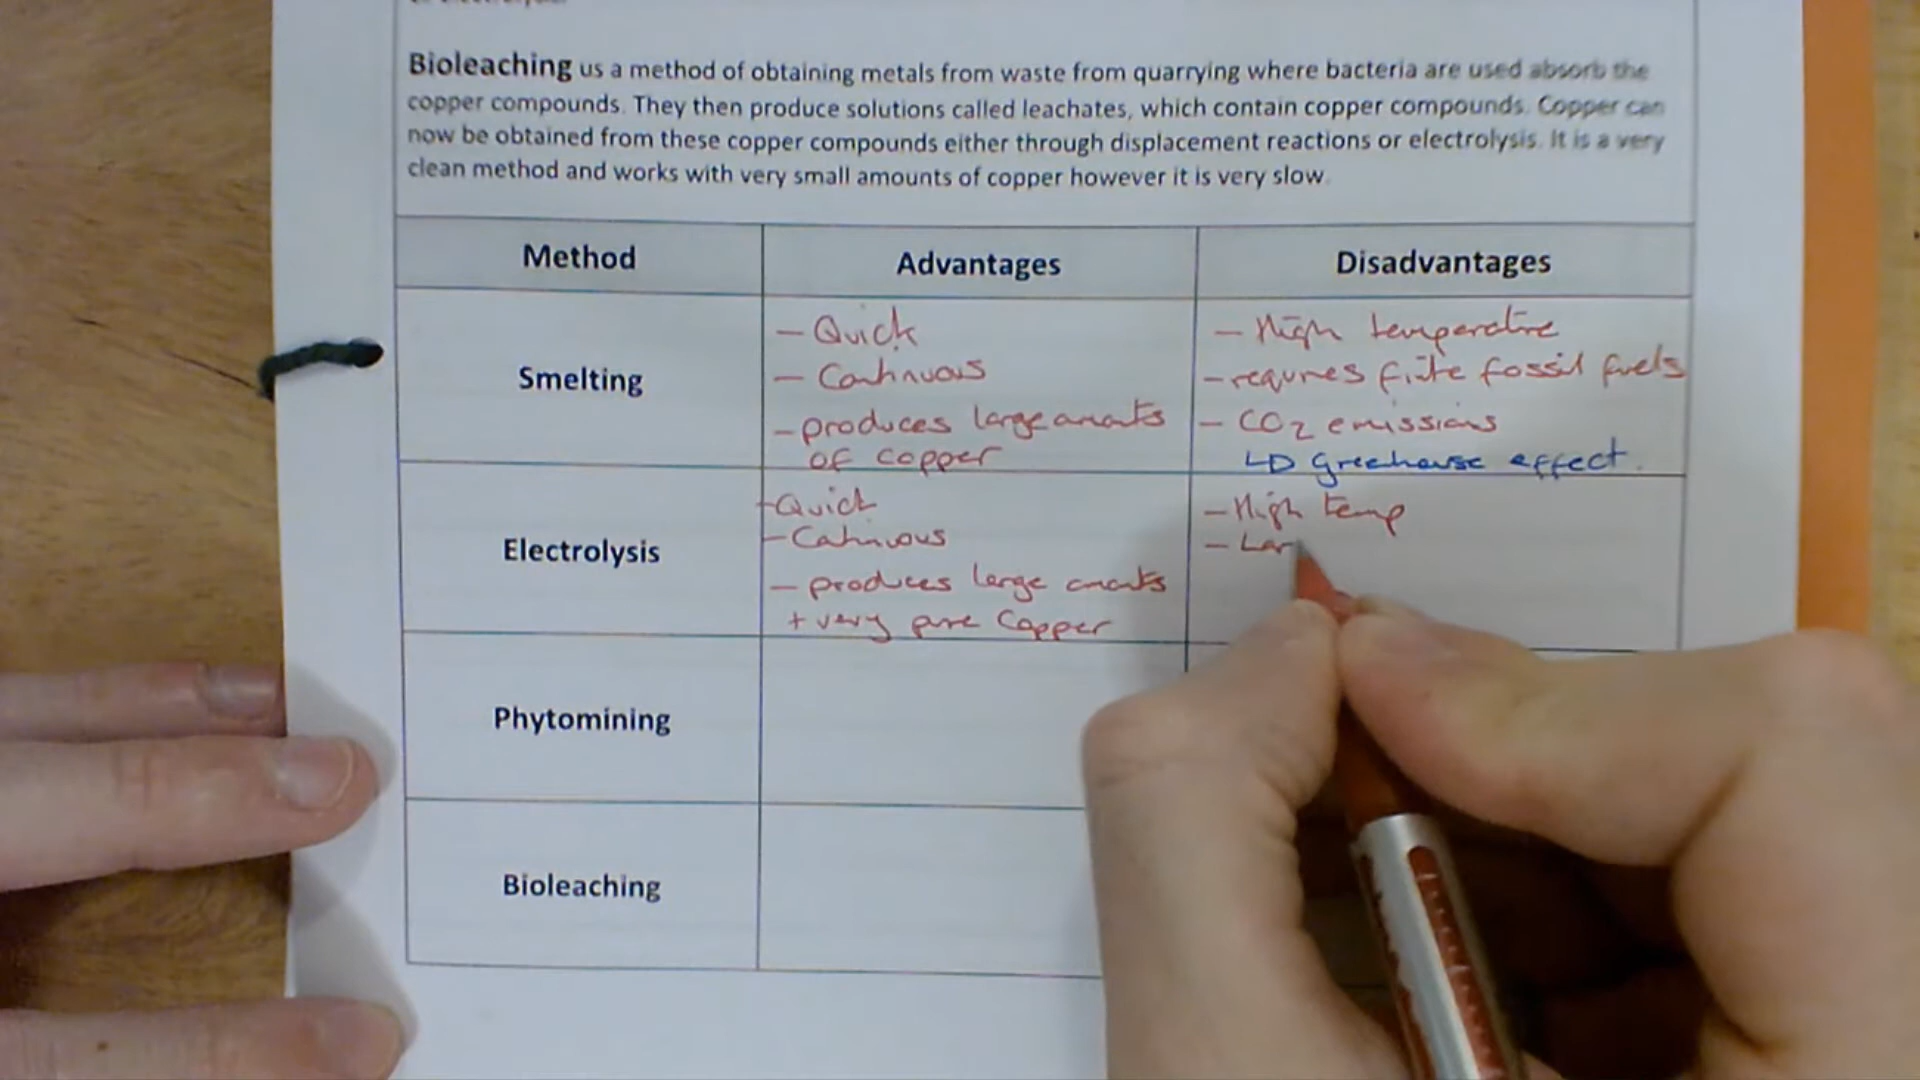 Bioleaching us a method of obtaining metals from waste from quarrying where bacteria are used absorb the
copper compounds. They then produce solutions called leachates, which contain copper compounds. Copper can
now be obtained from these copper compounds either through displacement reactions or electrolysis. It is a very
clean method and works with very small amounts of copper however it is very slow.
Method Advantages Disadvantages
Smelting
- Quick
- Continuous
- produces large amounts
of copper
- High temperature
- requires finite fossil fuels
- CO2 emissions
Greenhouse effect.
Electrolysis
- Quick
- Continuous
- produces large amounts
+ very pure Copper
- High temp
- Lar
Phytomining
Bioleaching